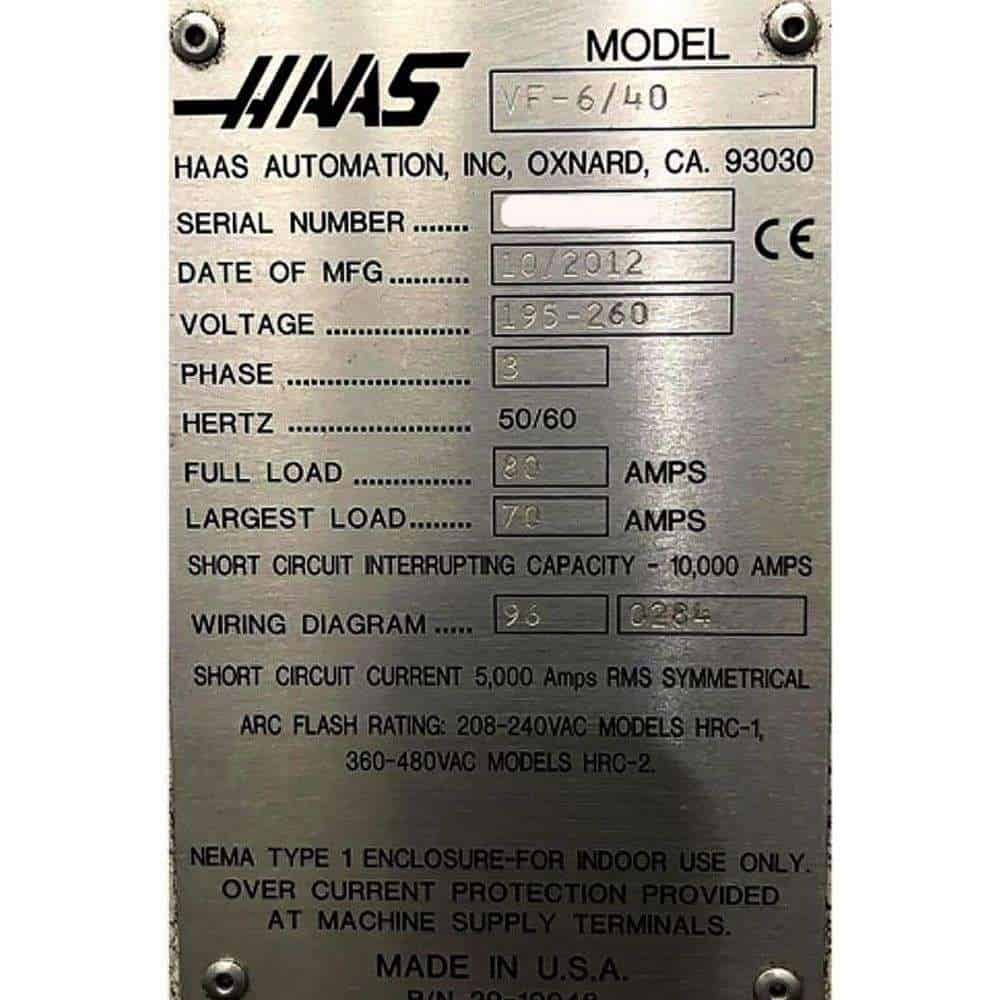 HAAS
MODEL
VF-6/40
HAAS AUTOMATION, INC, OXNARD, CA. 93030
SERIAL NUMBER .......
CE
DATE OF MFG.......... 10/2012
VOLTAGE .................. 195-260
PHASE ....................... 3
HERTZ ....................... 50/60
FULL LOAD ............... 80 AMPS
LARGEST LOAD........ 70 AMPS
SHORT CIRCUIT INTERRUPTING CAPACITY - 10,000 AMPS
WIRING DIAGRAM ..... 96 0284
SHORT CIRCUIT CURRENT 5,000 Amps RMS SYMMETRICAL
ARC FLASH RATING: 208-240VAC MODELS HRC-1,
360-480VAC MODELS HRC-2.
NEMA TYPE 1 ENCLOSURE-FOR INDOOR USE ONLY.
OVER CURRENT PROTECTION PROVIDED
AT MACHINE SUPPLY TERMINALS.
MADE IN U.S.A.